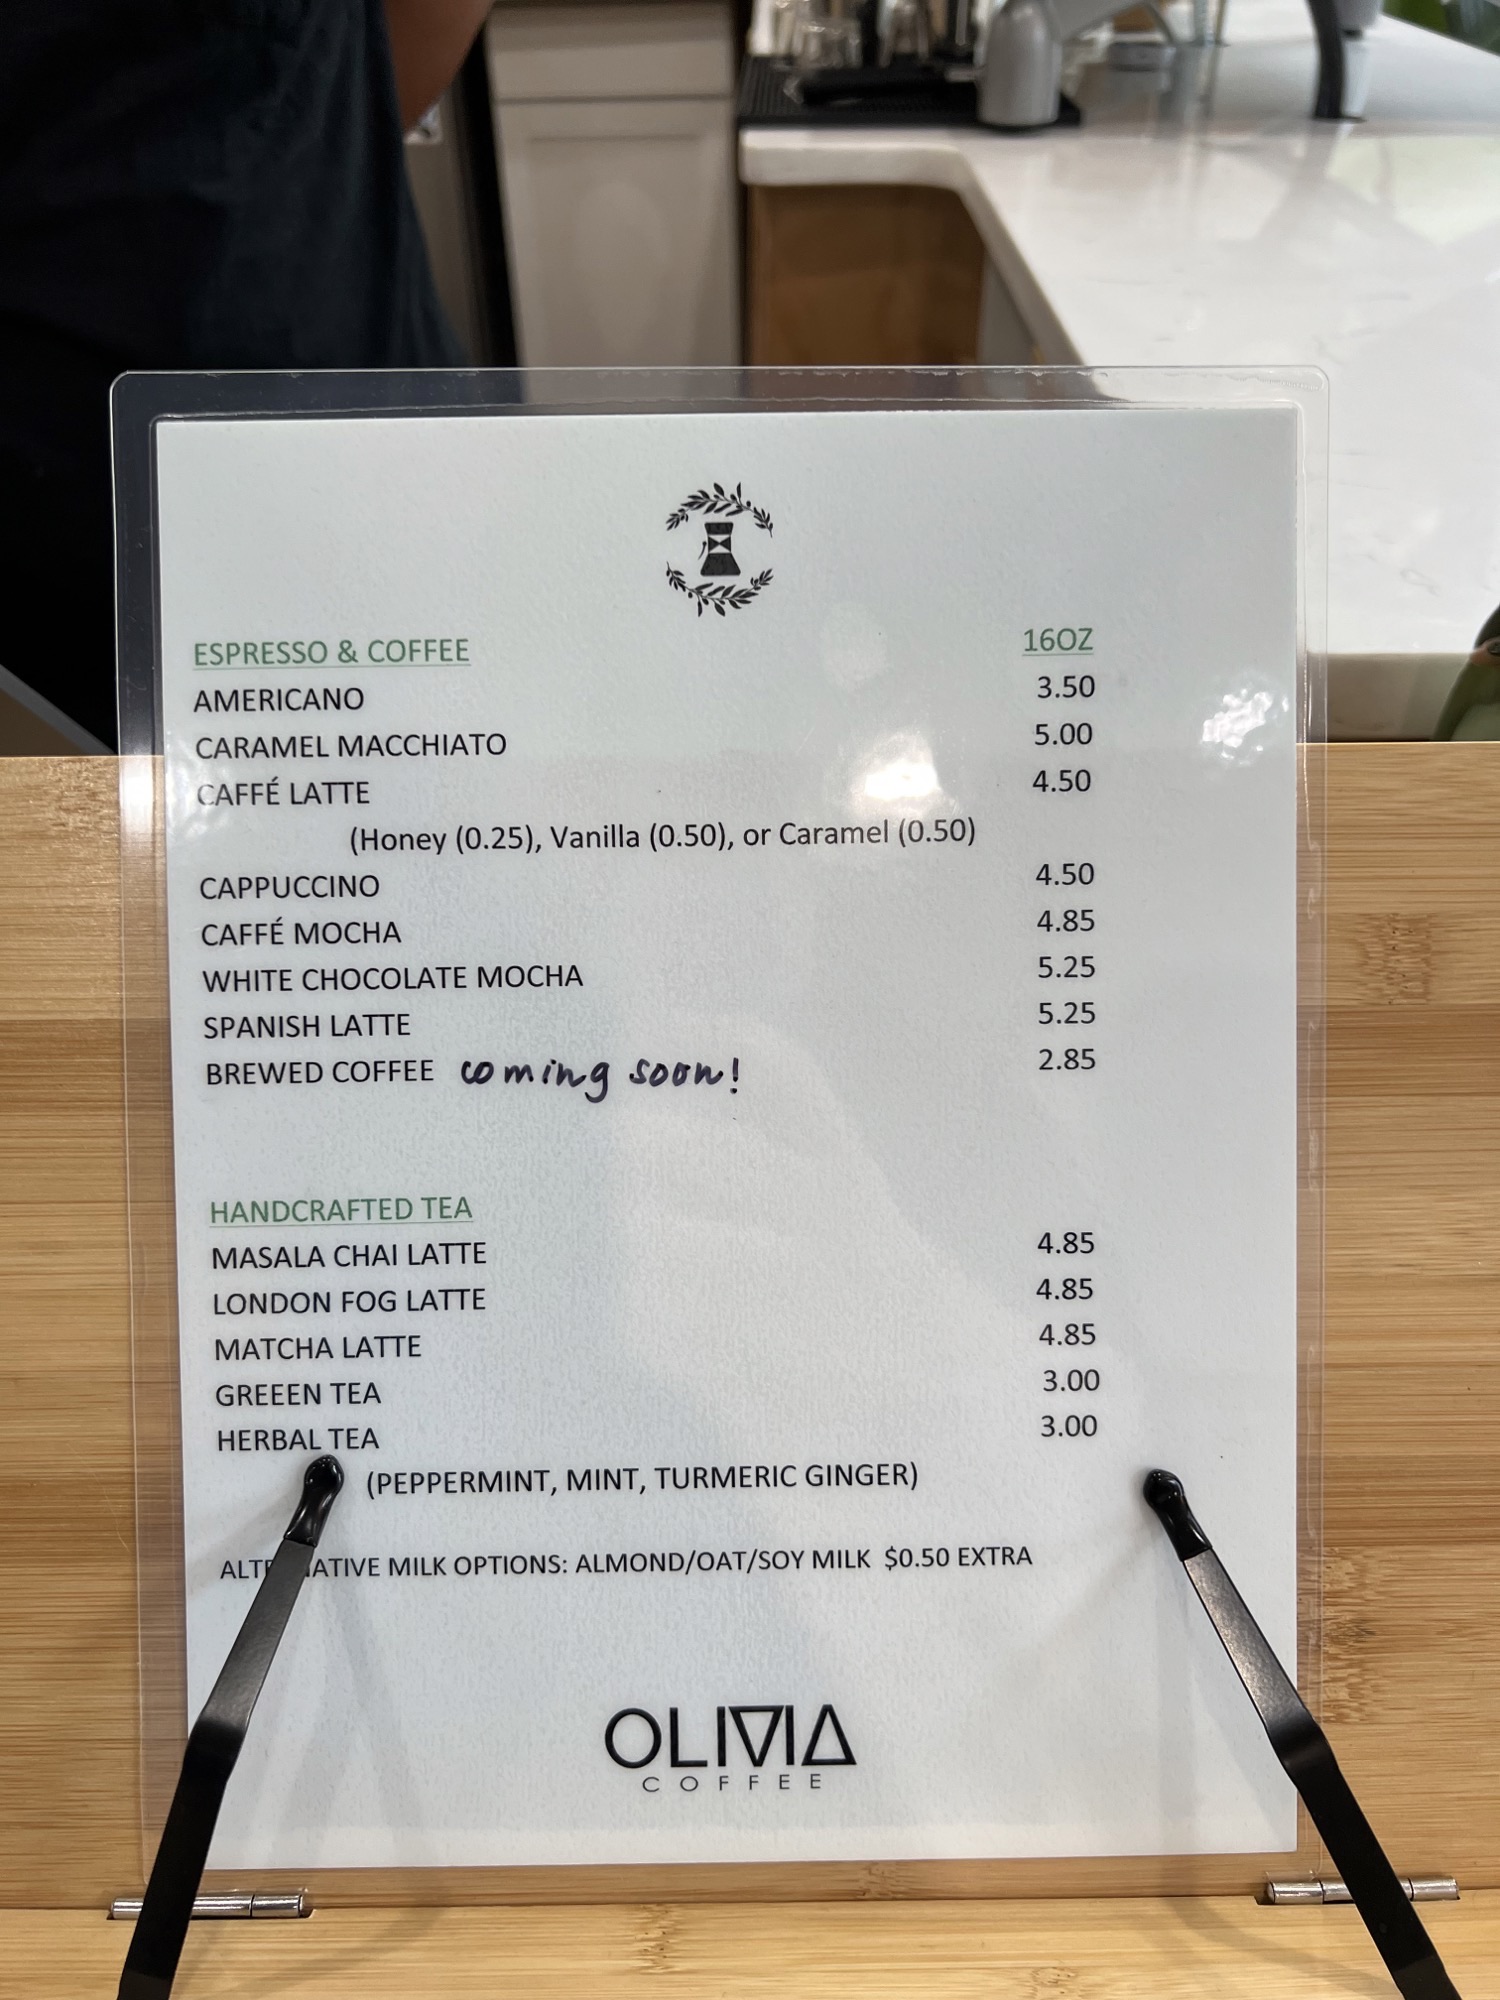 ESPRESSO & COFFEE 16OZ
AMERICANO 3.50
CARAMEL MACCHIATO 5.00
CAFFÉ LATTE 4.50
(Honey (0.25), Vanilla (0.50), or Caramel (0.50)
CAPPUCCINO 4.50
CAFFÉ MOCHA 4.85
WHITE CHOCOLATE MOCHA 5.25
SPANISH LATTE 5.25
BREWED COFFEE coming soon! 2.85
HANDCRAFTED TEA
MASALA CHAI LATTE 4.85
LONDON FOG LATTE 4.85
MATCHA LATTE 4.85
GREEEN TEA 3.00
HERBAL TEA 3.00
(PEPPERMINT, MINT, TURMERIC GINGER)
ALTERNATIVE MILK OPTIONS: ALMOND/OAT/SOY MILK $0.50 EXTRA
OLIVIA
COFFEE